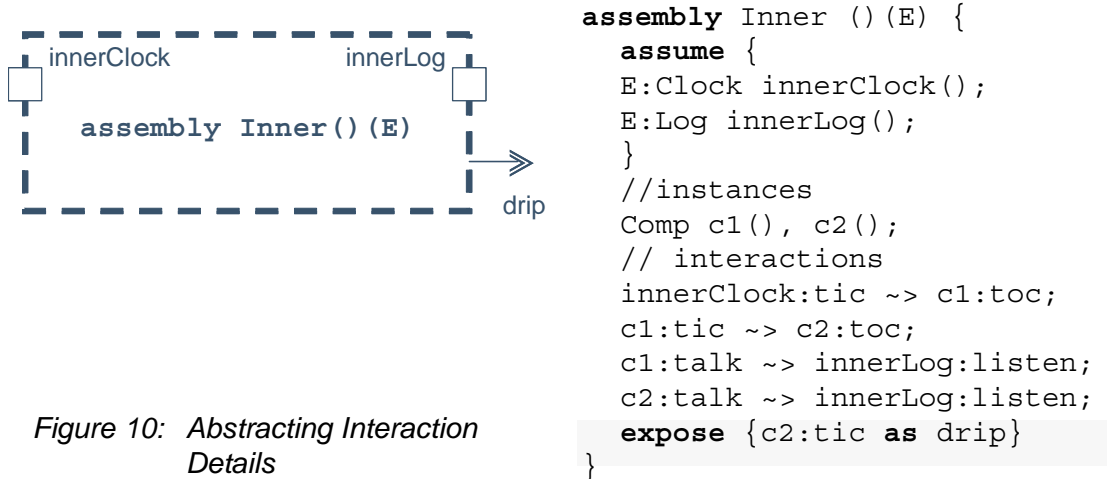 innerClock
innerLog
assembly Inner()(E)
drip
Figure 10: Abstracting Interaction
Details
assembly Inner ()(E) {
assume {
E:Clock innerClock();
E:Log innerLog();
}
//instances
Comp c1(), c2();
// interactions
innerClock:tic ~> c1:toc;
c1:tic ~> c2:toc;
c1:talk ~> innerLog:listen;
c2:talk ~> innerLog:listen;
expose {c2:tic as drip}
}